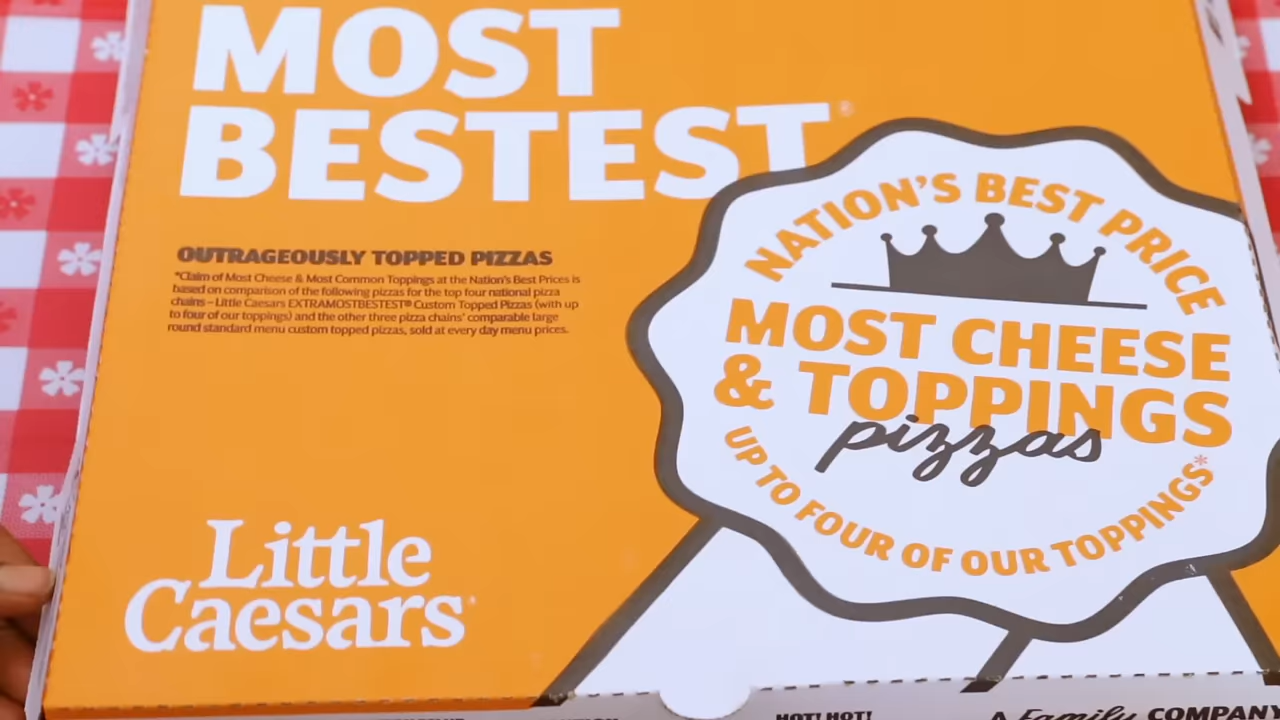 MOST
BESTEST®
OUTRAGEOUSLY TOPPED PIZZAS
*Claim of Most Cheese & Most Common Toppings at the Nation's Best Prices is
based on comparison of the following pizzas for the top four national pizza
chains – Little Caesars EXTRAMOSTBESTEST® Custom Topped Pizzas (with up
to four of our toppings) and the other three pizza chains' comparable large
round standard menu custom topped pizzas, sold at every day menu prices.
NATION'S BEST PRICE
MOST CHEESE
& TOPPINGS
pizzas
UP TO FOUR OF OUR TOPPINGS*
Little
Caesars
HOT! HOT!
A Family COMPANY